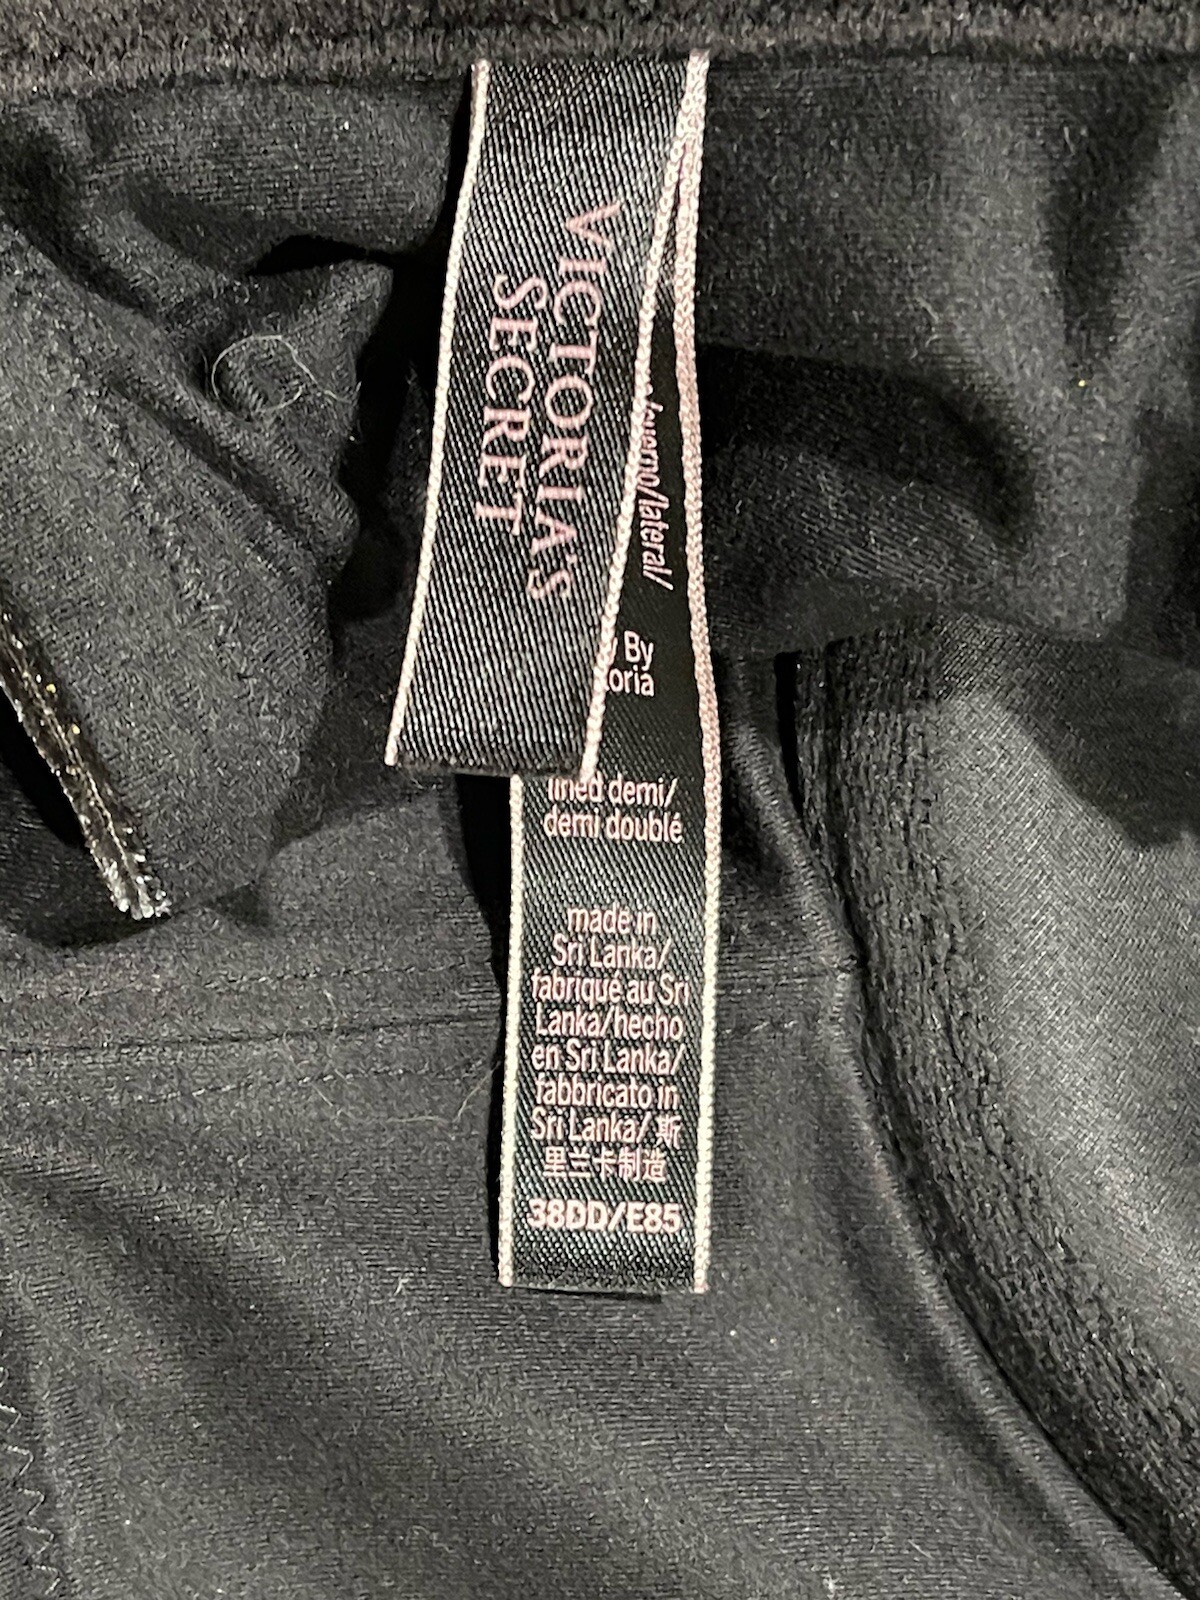 VICTORIA'S
SECRET
/lateral/
By
lined demi/
demi doublé
made in
Sri Lanka/
fabriqué au Sri
Lanka/hecho
en Sri Lanka/
fabbricato in
Sri Lanka/ 斯
里兰卡制造
38DD/E85